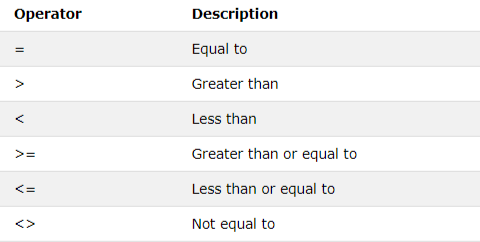 Operator Description
= Equal to
> Greater than
< Less than
>= Greater than or equal to
<= Less than or equal to
<> Not equal to